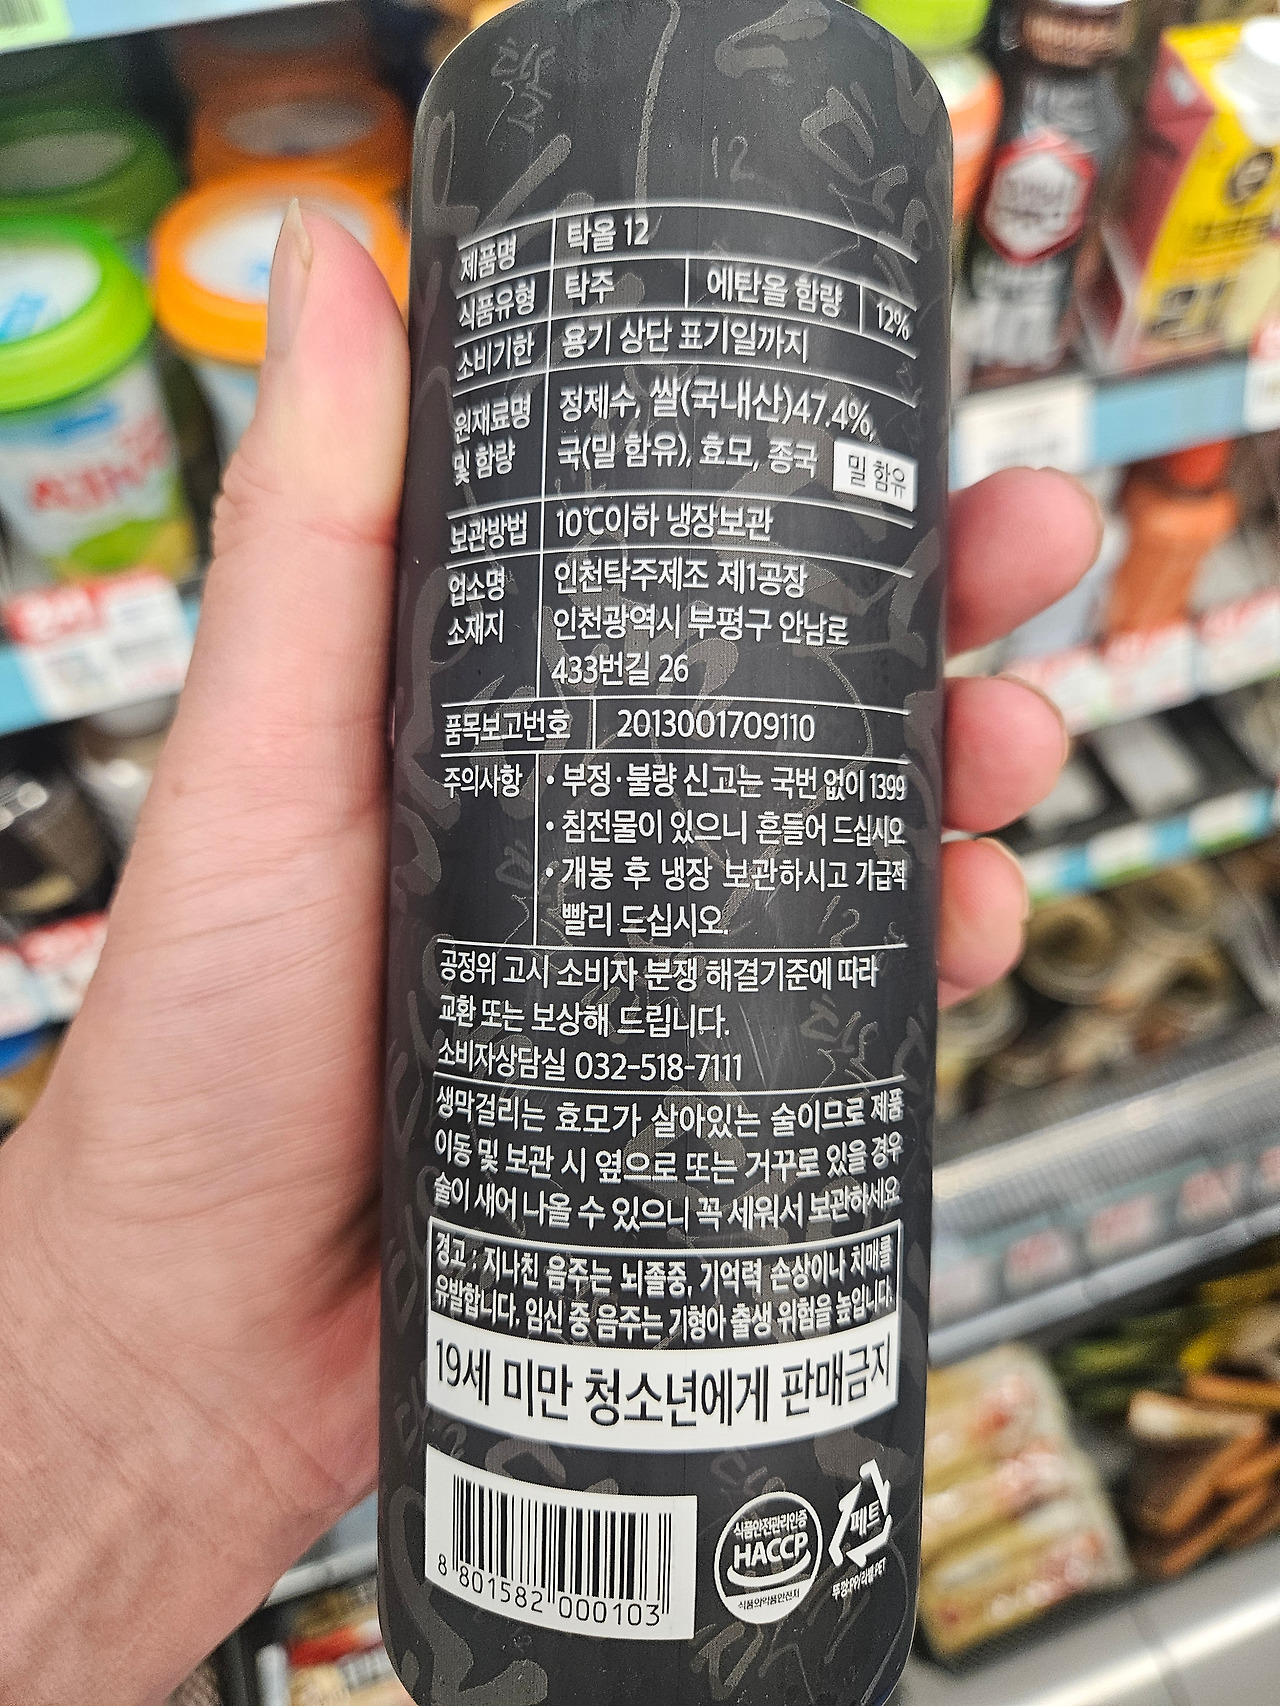 제품명 탁올 12
식품유형 탁주 에탄올 함량 12%
소비기한 용기 상단 표기일까지
원재료명 및 함량 정제수, 쌀(국내산)47.4%,
국(밀 함유), 효모, 종국 밀 함유
보관방법 10℃이하 냉장보관
업소명 인천탁주제조 제1공장
소재지 인천광역시 부평구 안남로
433번길 26
품목보고번호 2013001709110
주의사항 • 부정·불량 신고는 국번 없이 1399
• 침전물이 있으니 흔들어 드십시오
• 개봉 후 냉장 보관하시고 가급적
빨리 드십시오.
공정위 고시 소비자 분쟁 해결기준에 따라
교환 또는 보상해 드립니다.
소비자상담실 032-518-7111
생막걸리는 효모가 살아있는 술이므로 제품
이동 및 보관 시 옆으로 또는 거꾸로 있을 경우
술이 새어 나올 수 있으니 꼭 세워서 보관하세요
경고 : 지나친 음주는 뇌졸중, 기억력 손상이나 치매를
유발합니다. 임신 중 음주는 기형아 출생 위험을 높입니다.
19세 미만 청소년에게 판매금지
8 801582 000103
식품안전관리인증
HACCP
식품의약품안전처
페트
뚜껑:PP/라벨:PET